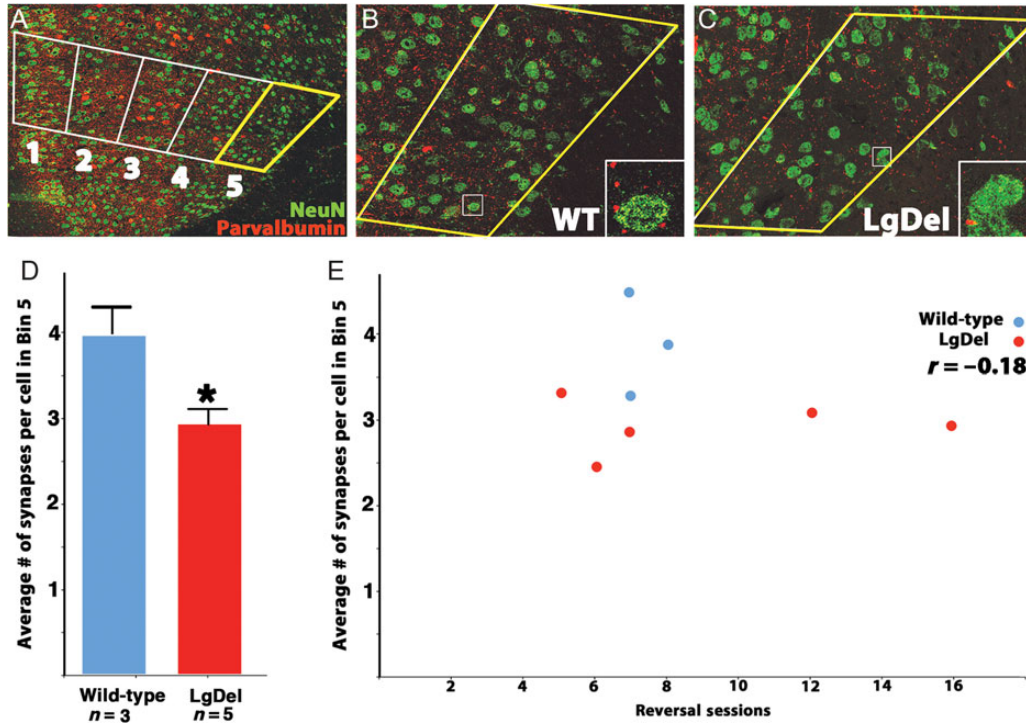 A
1
2
3
4
5
NeuN
Parvalbumin
B
WT
C
LgDel
D
Average # of synapses per cell in Bin 5
4
3
2
1
*
Wild-type
n = 3
LgDel
n = 5
E
Average # of synapses per cell in Bin 5
4
3
2
1
Wild-type
LgDel
r = –0.18
2
4
6
8
10
12
14
16
Reversal sessions